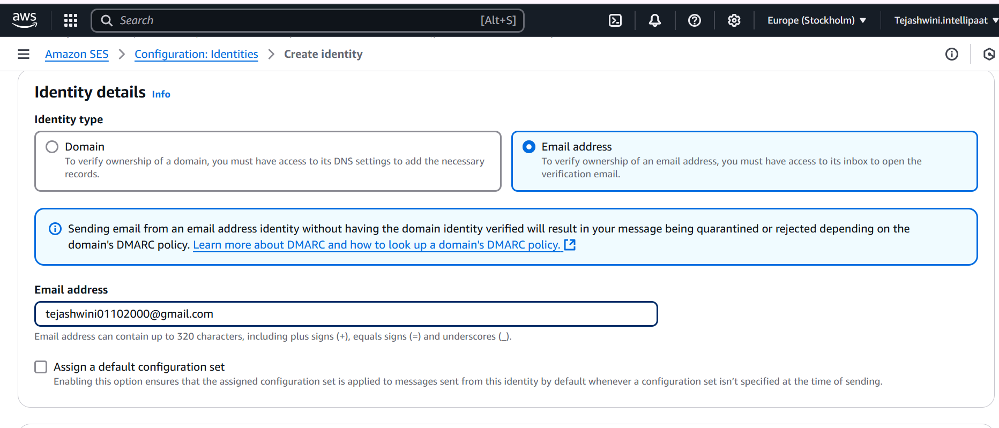 aws Search [Alt+S] Europe (Stockholm) Tejashwini.intellipaat
Amazon SES Configuration: Identities Create identity
Identity details Info
Identity type
Domain
To verify ownership of a domain, you must have access to its DNS settings to add the necessary
records.
Email address
To verify ownership of an email address, you must have access to its inbox to open the
verification email.
Sending email from an email address identity without having the domain identity verified will result in your message being quarantined or rejected depending on the
domain's DMARC policy. Learn more about DMARC and how to look up a domain's DMARC policy.
Email address
tejashwini01102000@gmail.com
Email address can contain up to 320 characters, including plus signs (+), equals signs (=) and underscores (_).
Assign a default configuration set
Enabling this option ensures that the assigned configuration set is applied to messages sent from this identity by default whenever a configuration set isn’t specified at the time of sending.